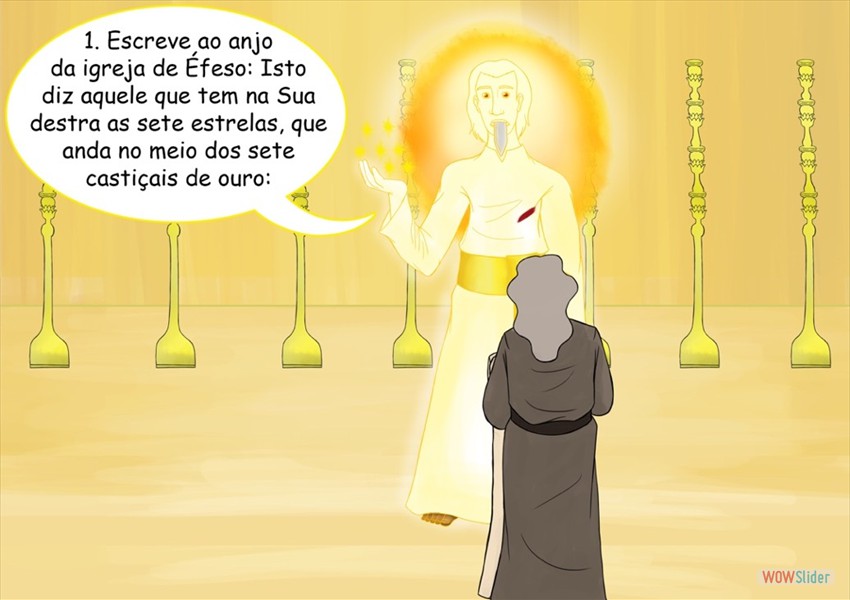 1. Escreve ao anjo
da igreja de Éfeso: Isto
diz aquele que tem na Sua
destra as sete estrelas, que
anda no meio dos sete
castiçais de ouro:
WOWSlider